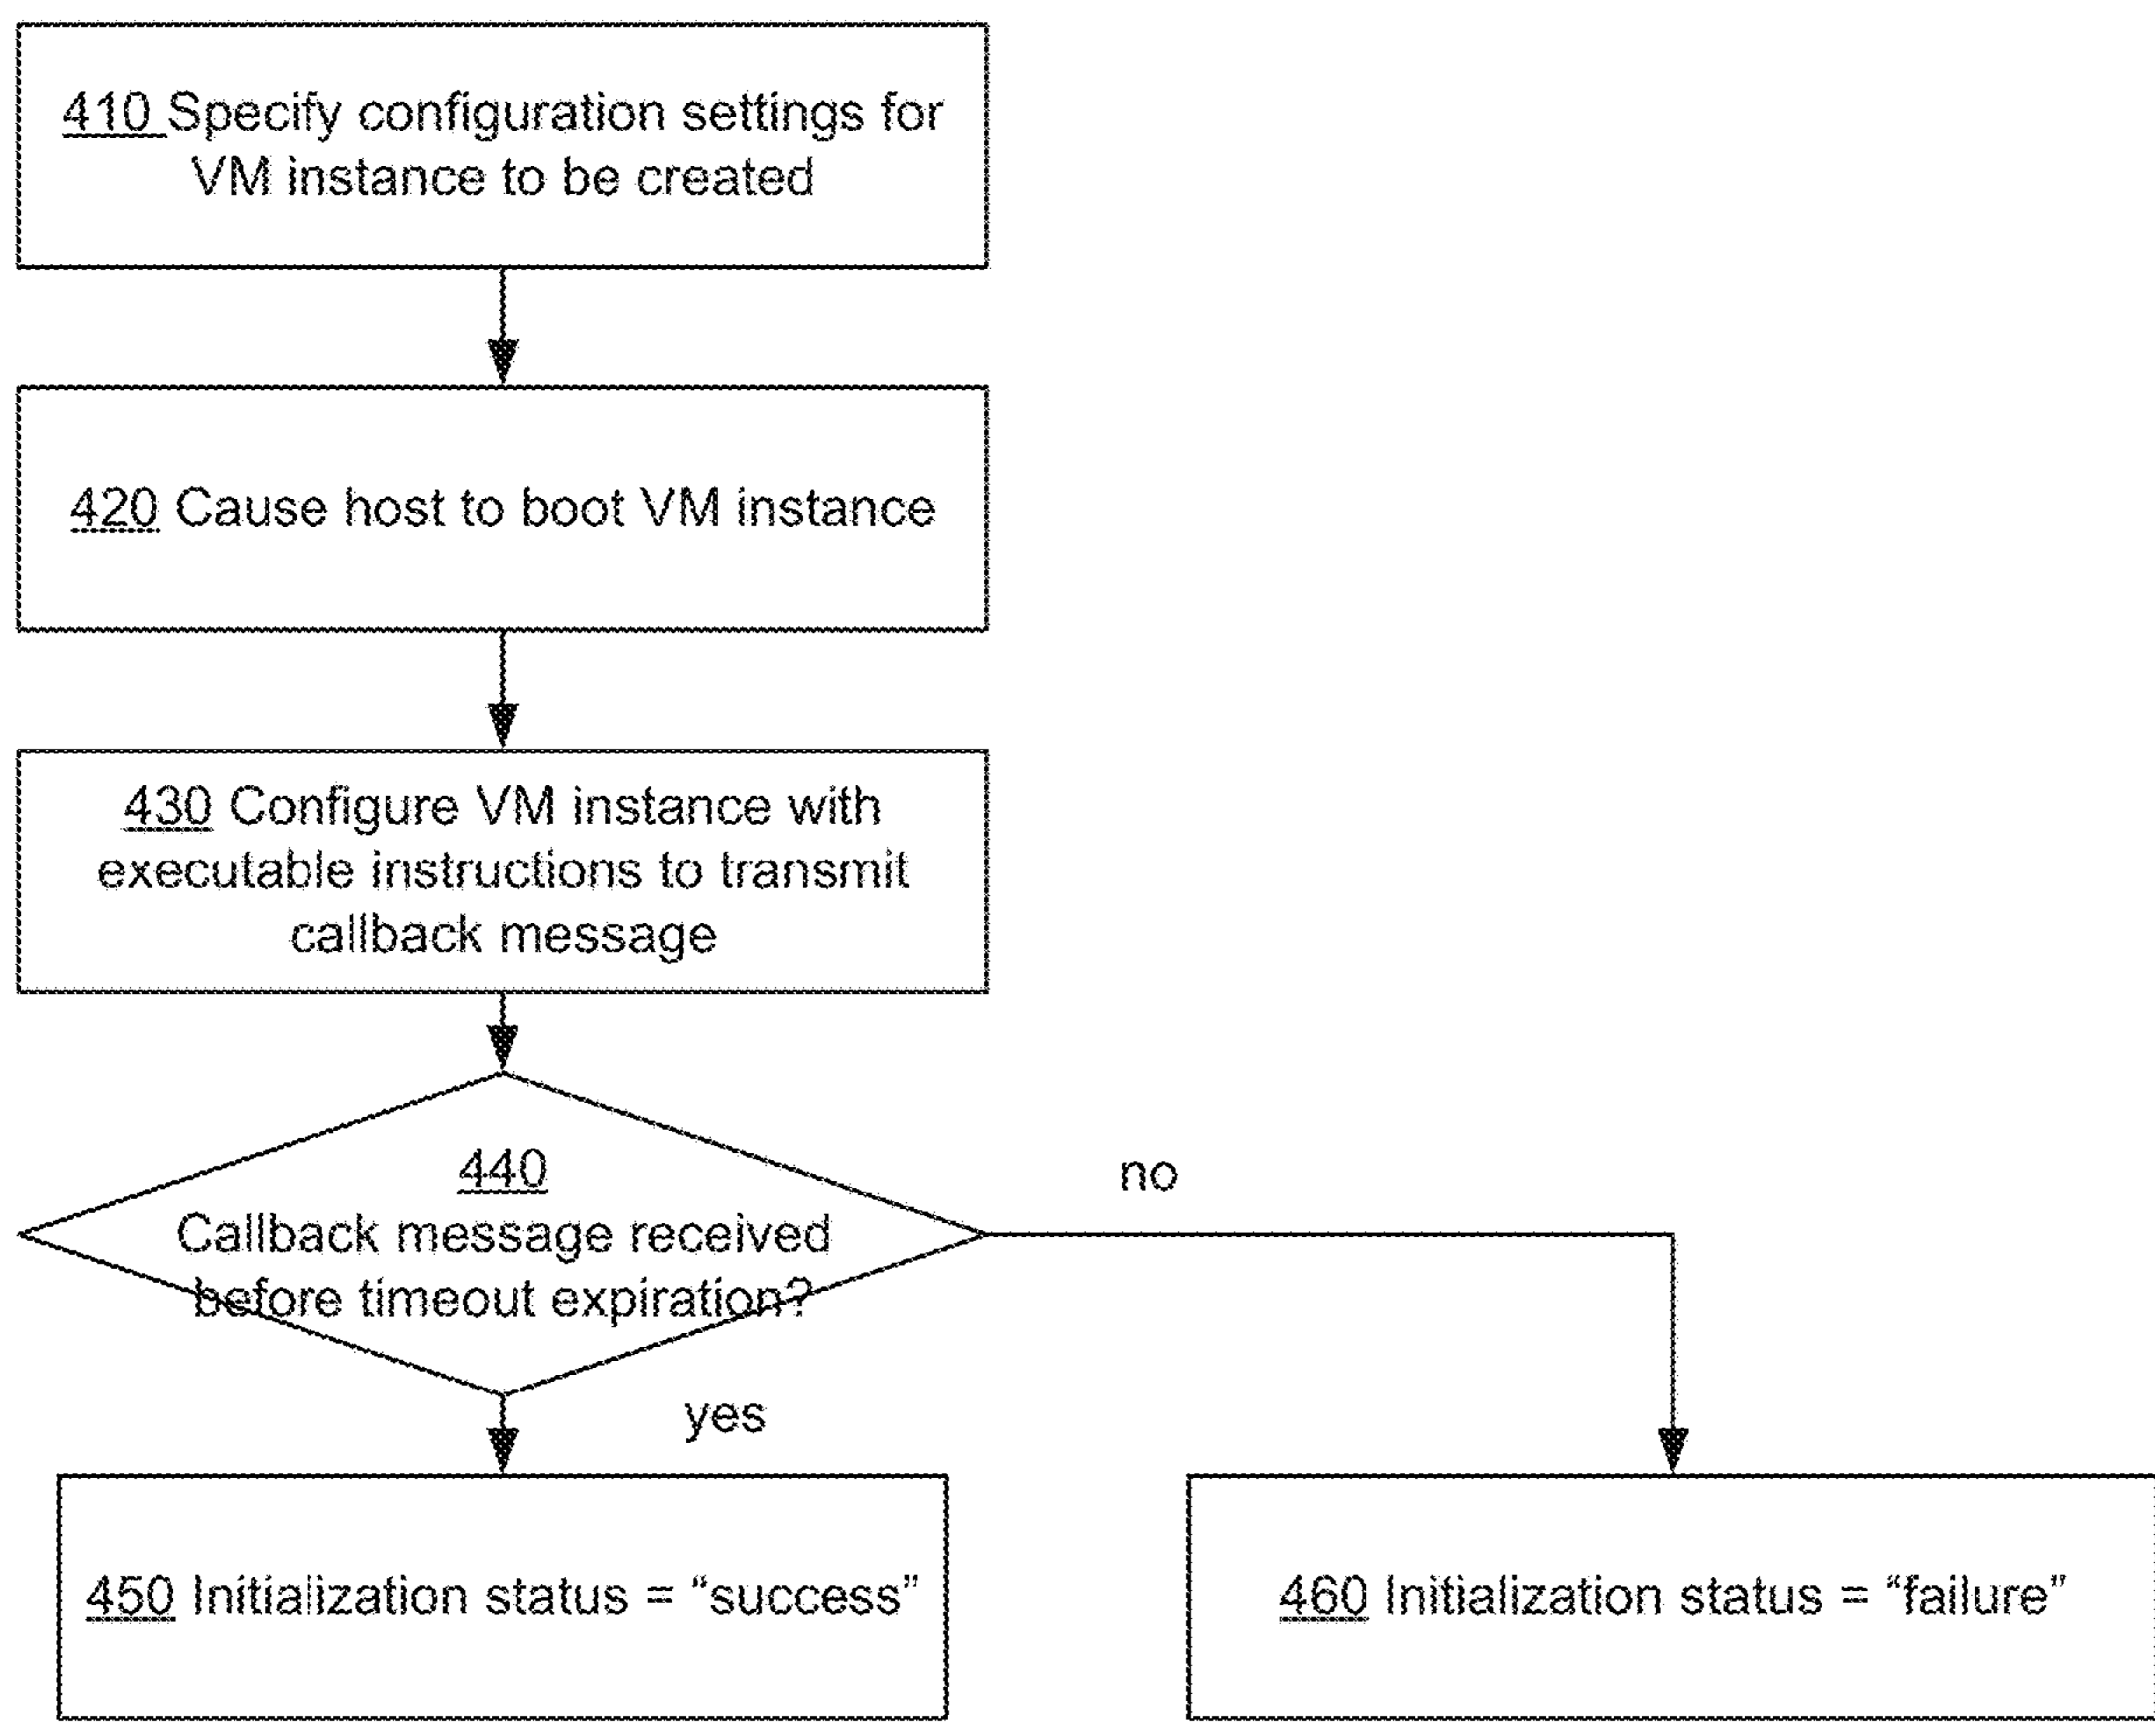 410 Specify configuration settings for
VM instance to be created
420 Cause host to boot VM instance
430 Configure VM instance with
executable instructions to transmit
callback message
440
Callback message received
before timeout expiration?
no
yes
450 Initialization status = “success”
460 Initialization status = “failure”